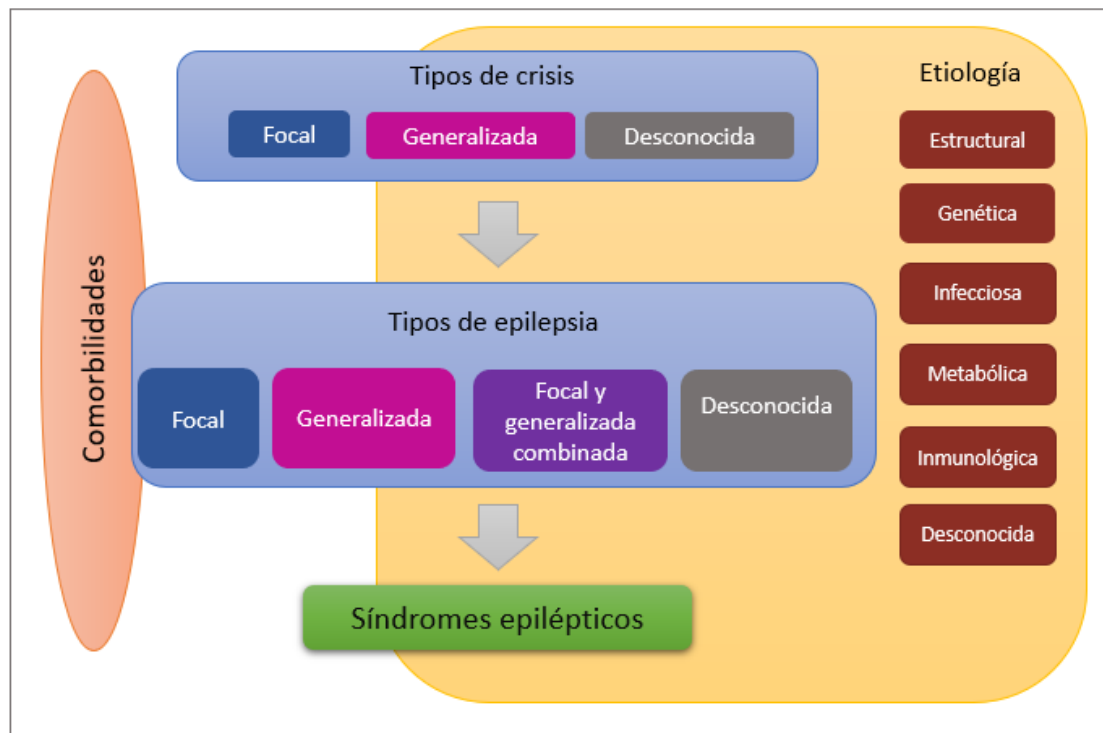 Tipos de crisis
Focal
Generalizada
Desconocida
Comorbilidades
Tipos de epilepsia
Focal
Generalizada
Focal y
generalizada
combinada
Desconocida
Síndromes epilépticos
Etiología
Estructural
Genética
Infecciosa
Metabólica
Inmunológica
Desconocida